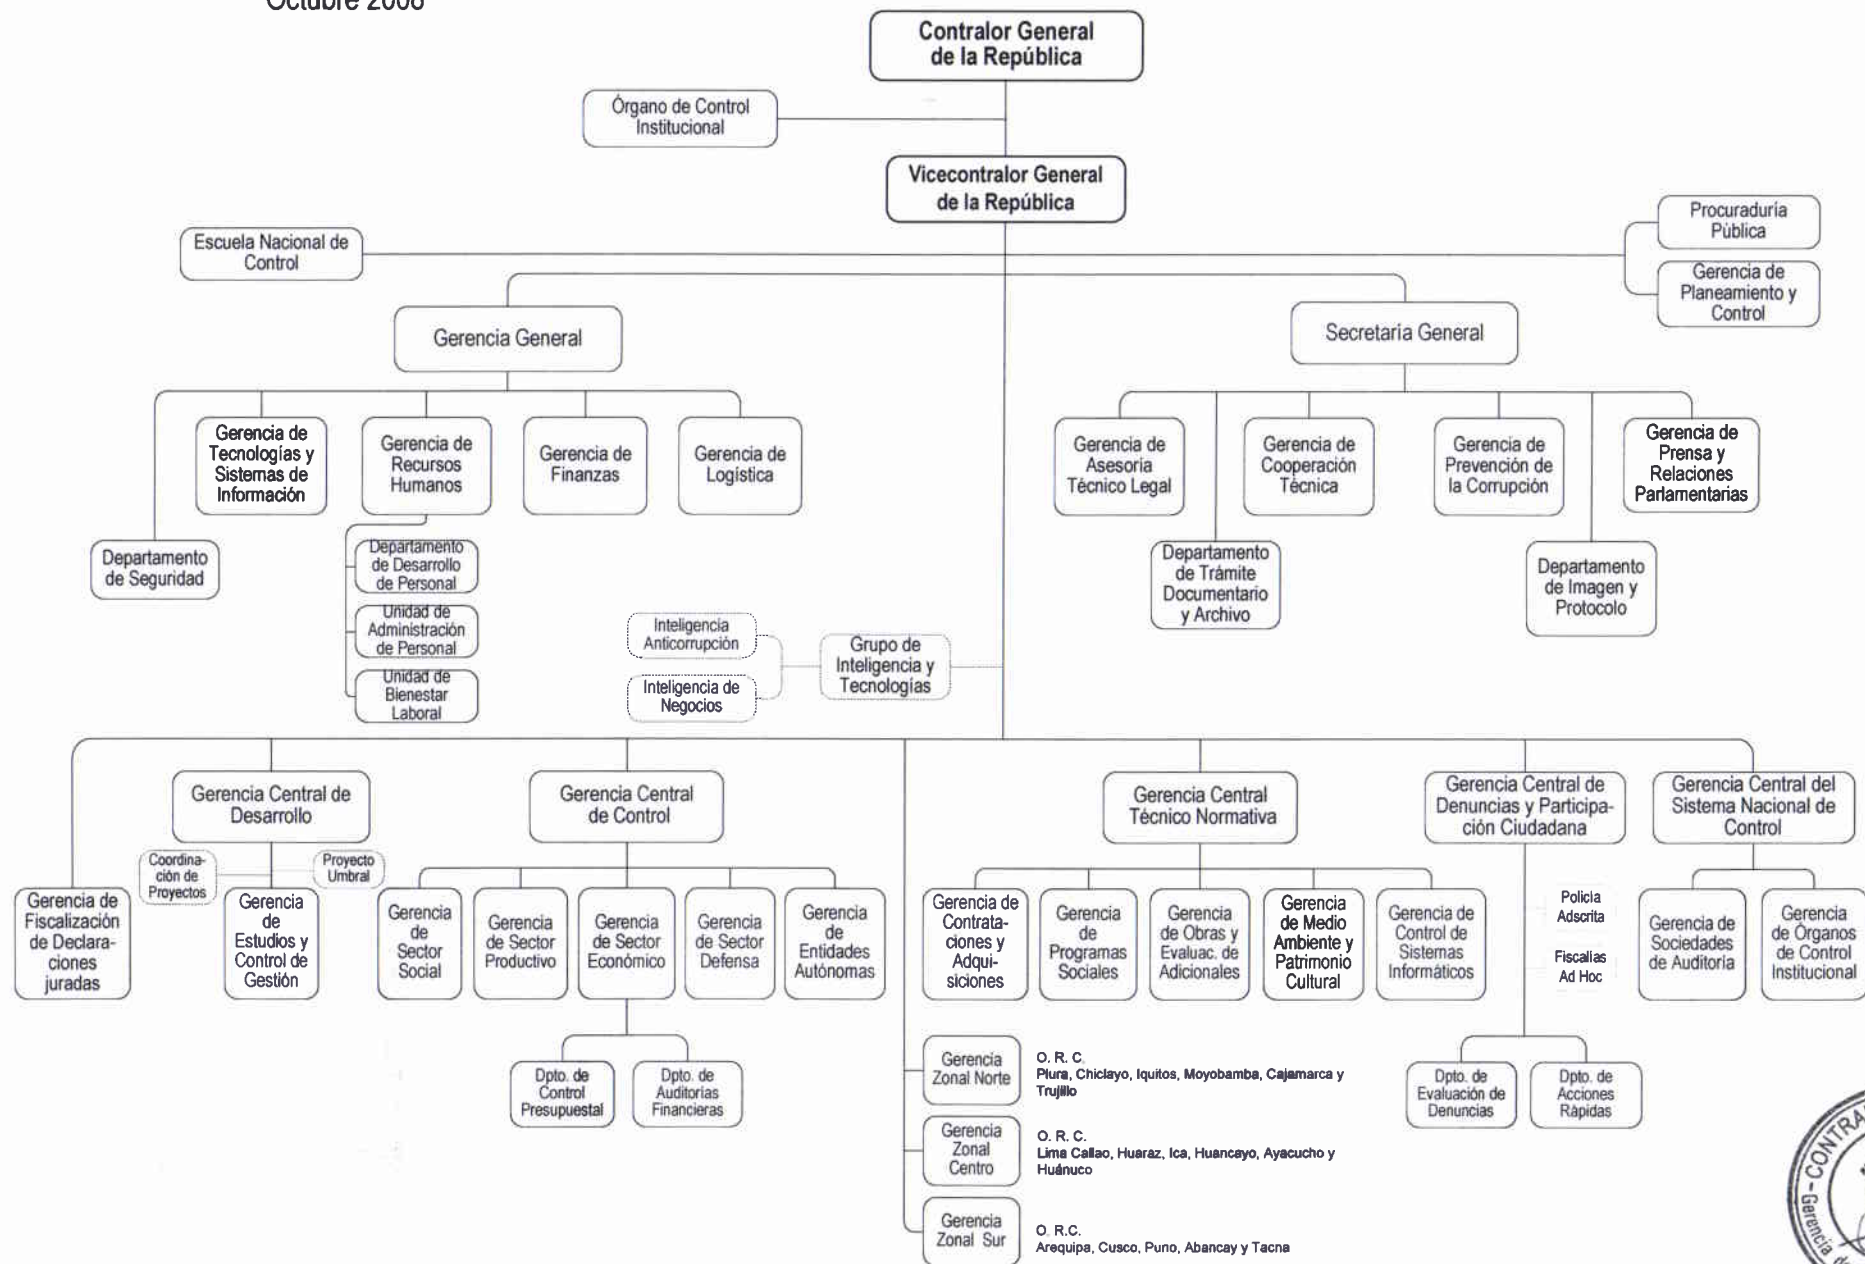 Octubre 2008
Contralor General
de la República
Órgano de Control
Institucional
Vicecontralor General
de la República
Escuela Nacional de
Control
Procuraduría
Pública
Gerencia de
Planeamiento y
Control
Gerencia General
Secretaría General
Gerencia de
Tecnologías y
Sistemas de
Información
Gerencia de
Recursos
Humanos
Gerencia de
Finanzas
Gerencia de
Logística
Gerencia de
Asesoría
Técnico Legal
Gerencia de
Cooperación
Técnica
Gerencia de
Prevención de
la Corrupción
Gerencia de
Prensa y
Relaciones
Parlamentarias
Departamento
de Seguridad
Departamento
de Desarrollo
de Personal
Unidad de
Administración
de Personal
Unidad de
Bienestar
Laboral
Departamento
de Trámite
Documentario
y Archivo
Departamento
de Imagen y
Protocolo
Inteligencia
Anticorrupción
Inteligencia de
Negocios
Grupo de
Inteligencia y
Tecnologías
Gerencia Central de
Desarrollo
Gerencia Central
de Control
Gerencia Central
Técnico Normativa
Gerencia Central de
Denuncias y Participa-
ción Ciudadana
Gerencia Central del
Sistema Nacional de
Control
Coordina-
ción de
Proyectos
Proyecto
Umbral
Gerencia de
Fiscalización
de Declara-
ciones
juradas
Gerencia
de
Estudios y
Control de
Gestión
Gerencia
de
Sector
Social
Gerencia
de Sector
Productivo
Gerencia
de Sector
Económico
Gerencia
de Sector
Defensa
Gerencia
de
Entidades
Autónomas
Gerencia de
Contrata-
ciones y
Adqui-
siciones
Gerencia
de
Programas
Sociales
Gerencia
de Obras y
Evaluac. de
Adicionales
Gerencia
de Medio
Ambiente y
Patrimonio
Cultural
Gerencia de
Control de
Sistemas
Informáticos
Policía
Adscrita
Fiscalías
Ad Hoc
Gerencia de
Sociedades
de Auditoría
Gerencia
de Órganos
de Control
Institucional
Dpto. de
Control
Presupuestal
Dpto. de
Auditorías
Financieras
Gerencia
Zonal Norte
O. R. C.
Piura, Chiclayo, Iquitos, Moyobamba, Cajamarca y
Trujillo
Gerencia
Zonal
Centro
O. R. C.
Lima Callao, Huaraz, Ica, Huancayo, Ayacucho y
Huánuco
Gerencia
Zonal Sur
O. R.C.
Arequipa, Cusco, Puno, Abancay y Tacna
Dpto. de
Evaluación de
Denuncias
Dpto. de
Acciones
Rápidas
Gerencia de